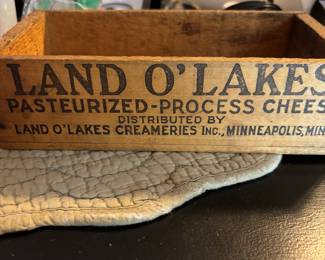 LAND O'LAKES
PASTEURIZED-PROCESS CHEES
DISTRIBUTED BY
LAND O'LAKES CREAMERIES INC., MINNEAPOLIS, MIN